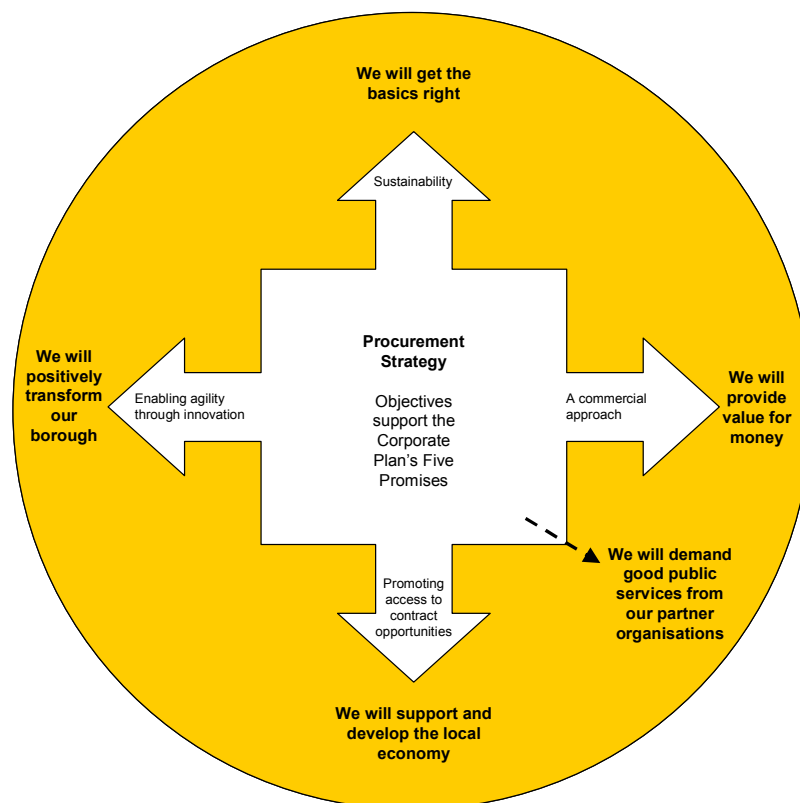 We will get the
basics right
Sustainability
Procurement
Strategy
Objectives
support the
Corporate
Plan's Five
Promises
We will
positively
transform
our
borough
Enabling agility
through innovation
A commercial
approach
We will
provide
value for
money
We will demand
good public
services from
our partner
organisations
Promoting
access to
contract
opportunities
We will support and
develop the local
economy